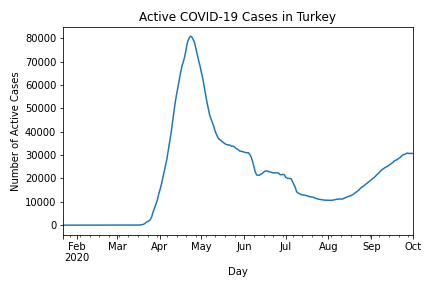 Active COVID-19 Cases in Turkey
Number of Active Cases
80000
70000
60000
50000
40000
30000
20000
10000
0
Feb Mar Apr May Jun Jul Aug Sep Oct
2020
Day